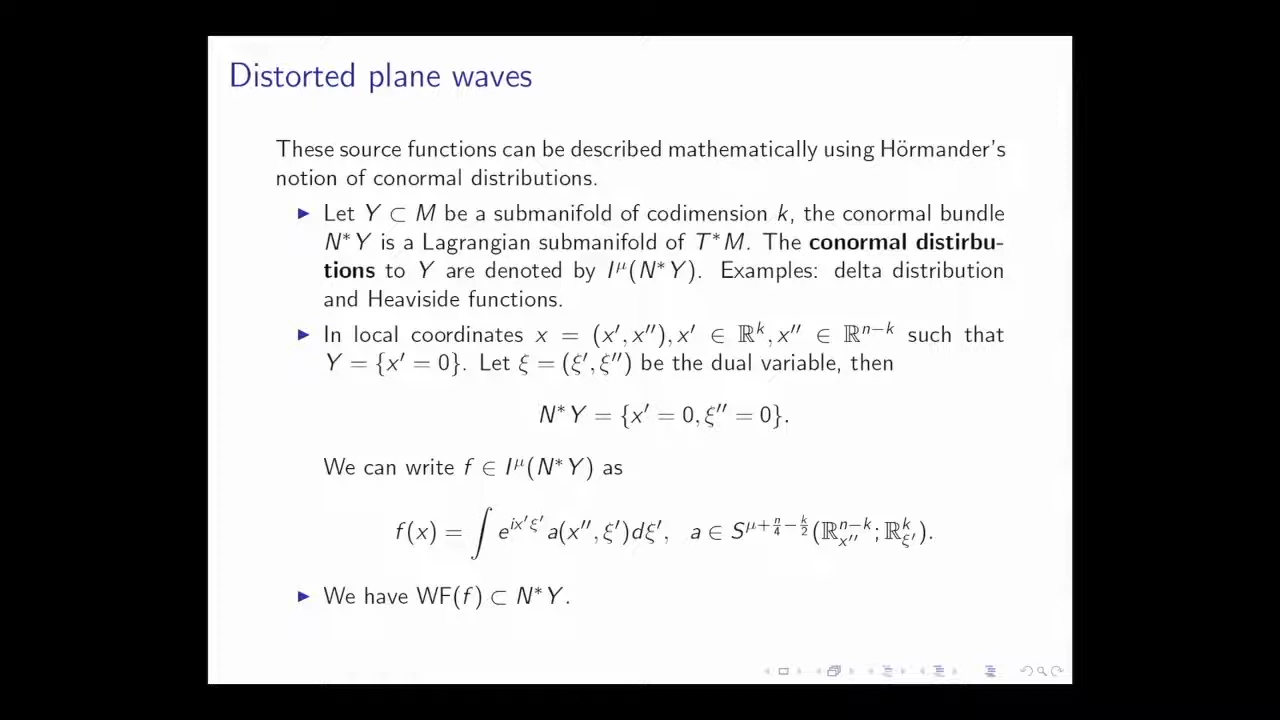 Distorted plane waves
These source functions can be described mathematically using Hörmander's
notion of conormal distributions.
▶ Let Y ⊂ M be a submanifold of codimension k, the conormal bundle
N*Y is a Lagrangian submanifold of T*M. The conormal distirbu-
tions to Y are denoted by I^μ(N*Y). Examples: delta distribution
and Heaviside functions.
▶ In local coordinates x = (x′, x″), x′ ∈ ℝ^k, x″ ∈ ℝ^{n−k} such that
Y = {x′ = 0}. Let ξ = (ξ′, ξ″) be the dual variable, then
N*Y = {x′ = 0, ξ″ = 0}.
We can write f ∈ I^μ(N*Y) as
f(x) = ∫ e^{ix′ξ′} a(x″, ξ′)dξ′, a ∈ S^{μ+n/4−k/2}(ℝ^{n−k}_{x″}; ℝ^k_{ξ′}).
▶ We have WF(f) ⊂ N*Y.